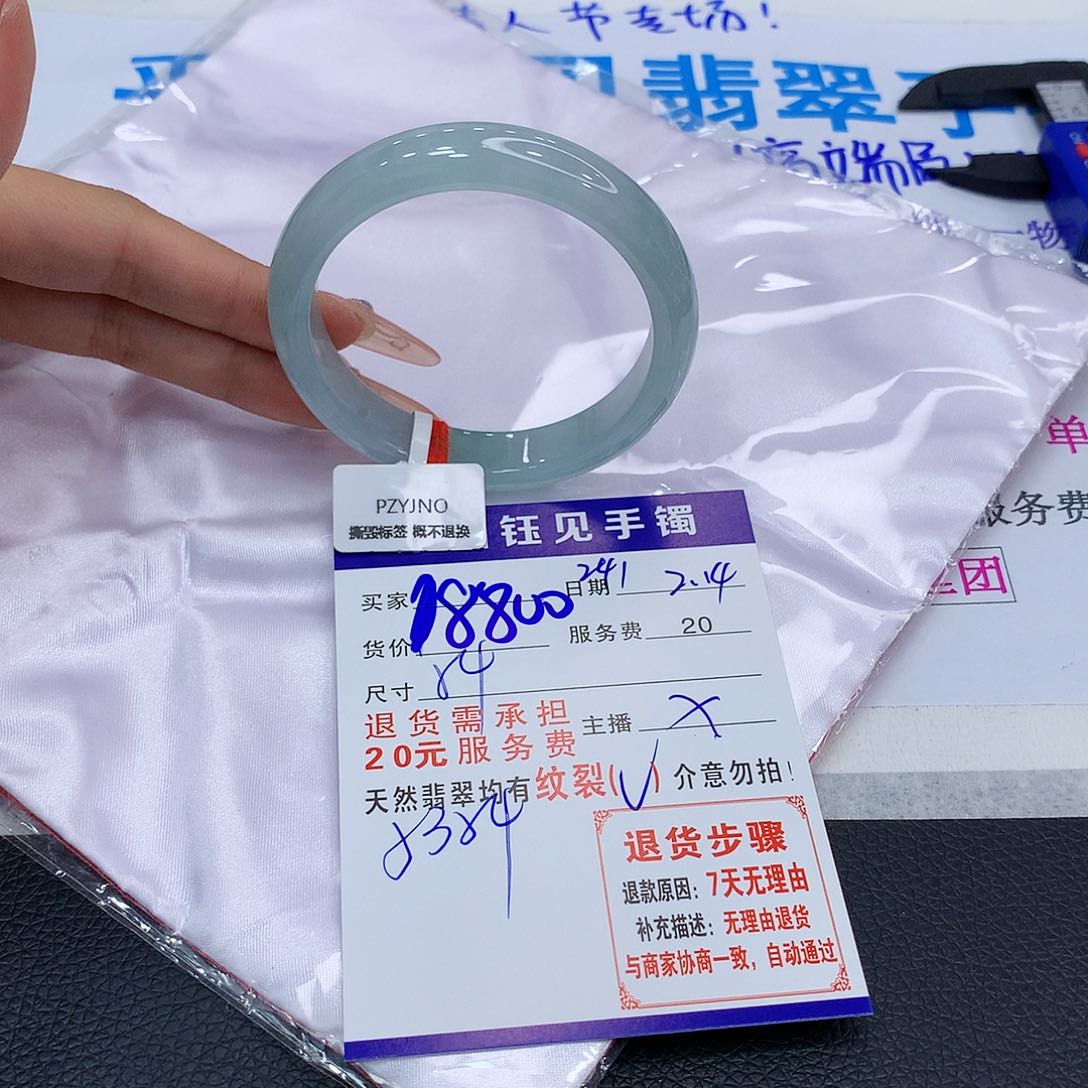 人节专场！
翡翠手
高端局
一物
单
服务费
团
PZYJNO
撕毁标签 概不退换
钰见手镯
买家 日期 2.14
货价 18800 服务费 20
尺寸
退货需承担
20元服务费
主播 X
天然翡翠均有纹裂(√)介意勿拍！
退货步骤
退款原因：7天无理由
补充描述：无理由退货
与商家协商一致，自动通过